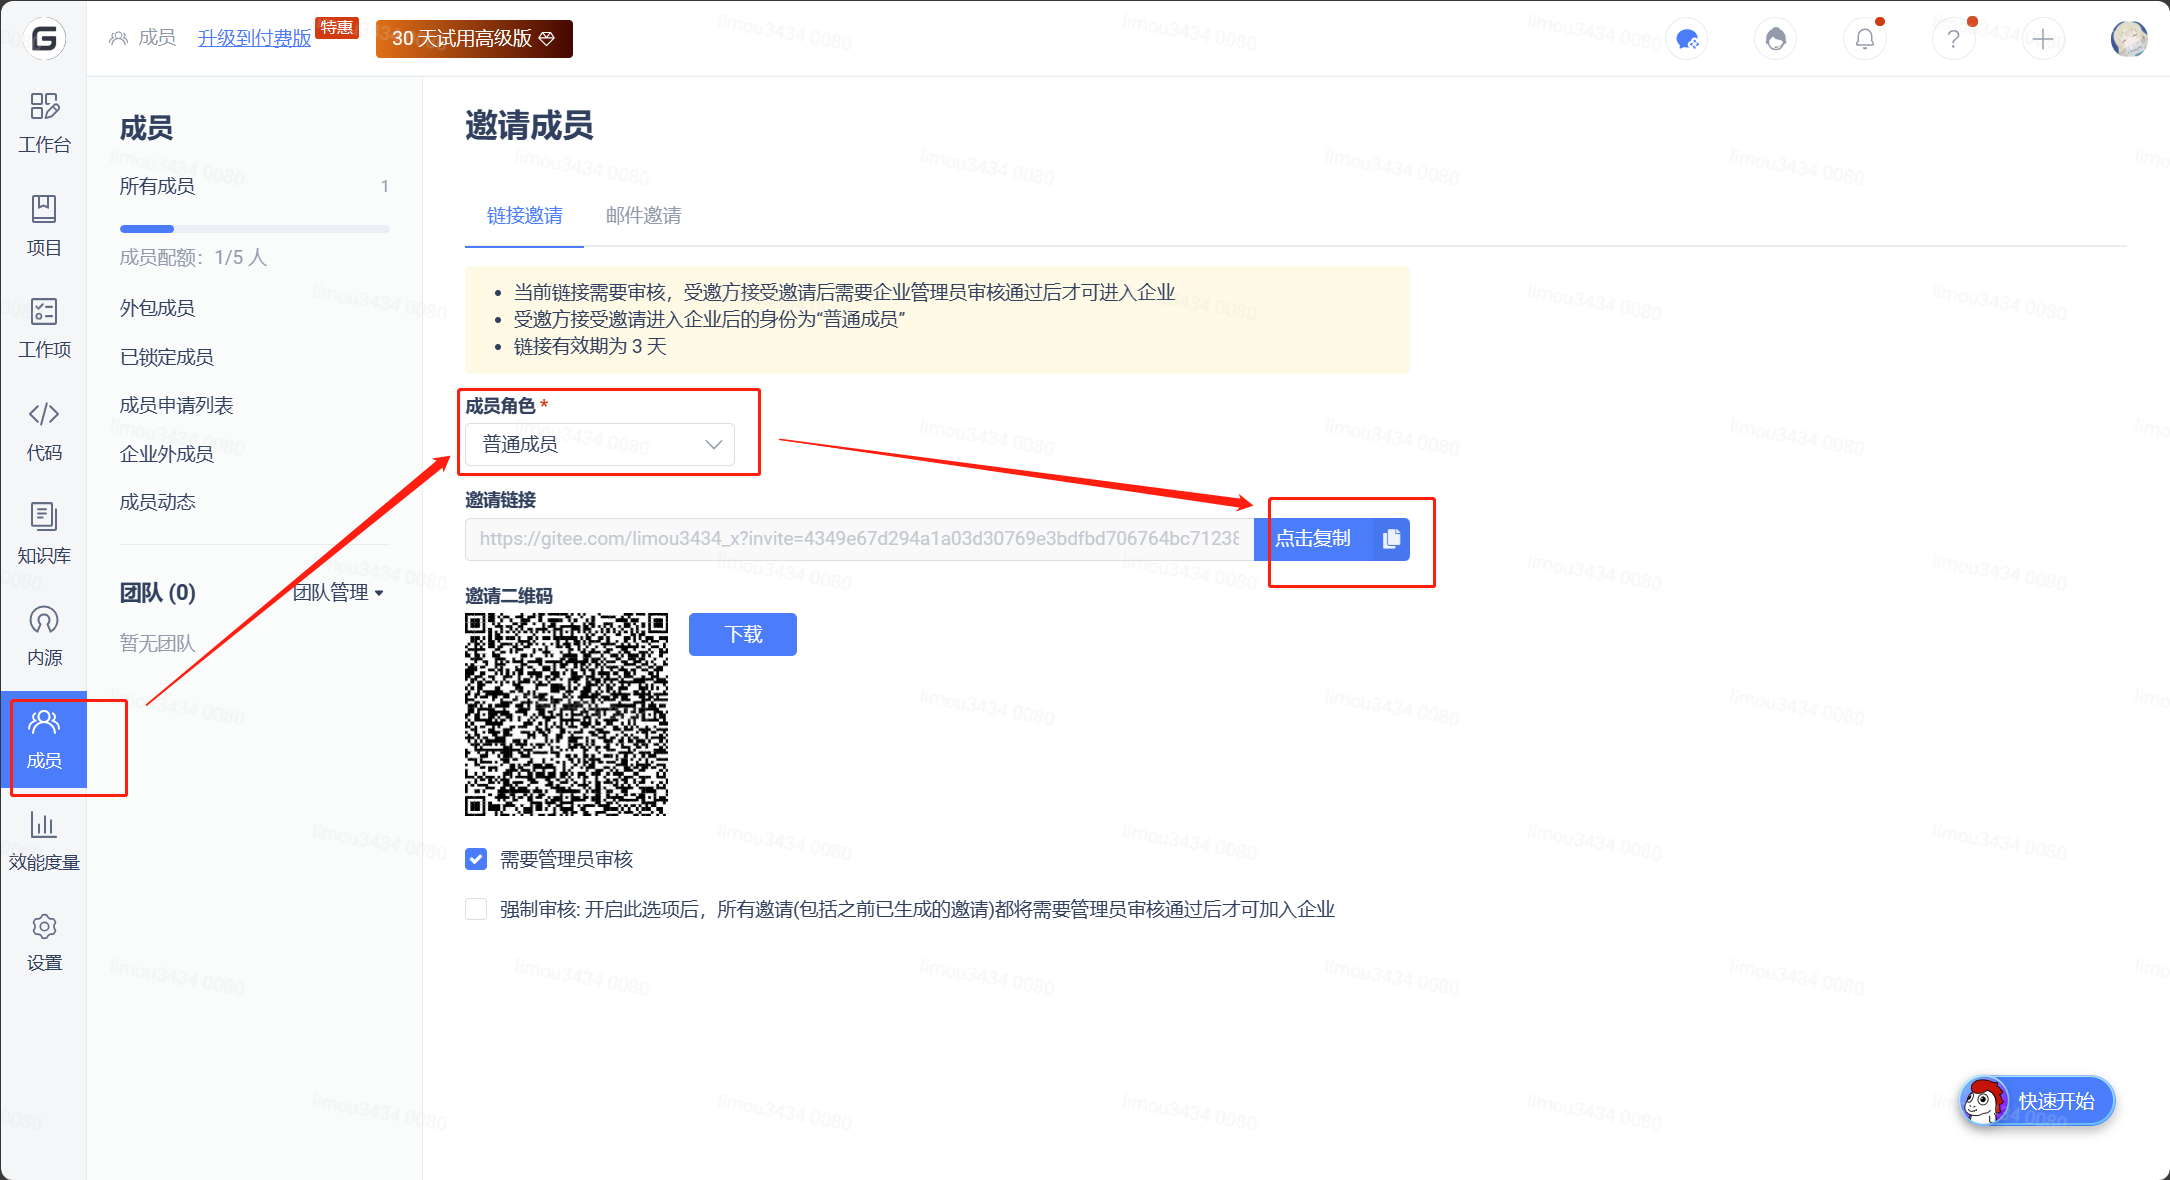 成员
升级到付费版
特惠
30 天试用高级版
工作台
项目
工作项
代码
知识库
内源
成员
效能度量
设置
成员
所有成员 1
成员配额：1/5 人
外包成员
已锁定成员
成员申请列表
企业外成员
成员动态
团队 (0) 团队管理
暂无团队
邀请成员
链接邀请 邮件邀请
当前链接需要审核，受邀方接受邀请后需要企业管理员审核通过后才可进入企业
受邀方接受邀请进入企业后的身份为“普通成员”
链接有效期为 3 天
成员角色 *
普通成员
邀请链接
https://gitee.com/limou3434_x?invite=4349e67d294a1a03d30769e3bdfbd706764bc71238
点击复制
邀请二维码
下载
需要管理员审核
强制审核: 开启此选项后，所有邀请(包括之前已生成的邀请)都将需要管理员审核通过后才可加入企业
快速开始
limou3434 0080